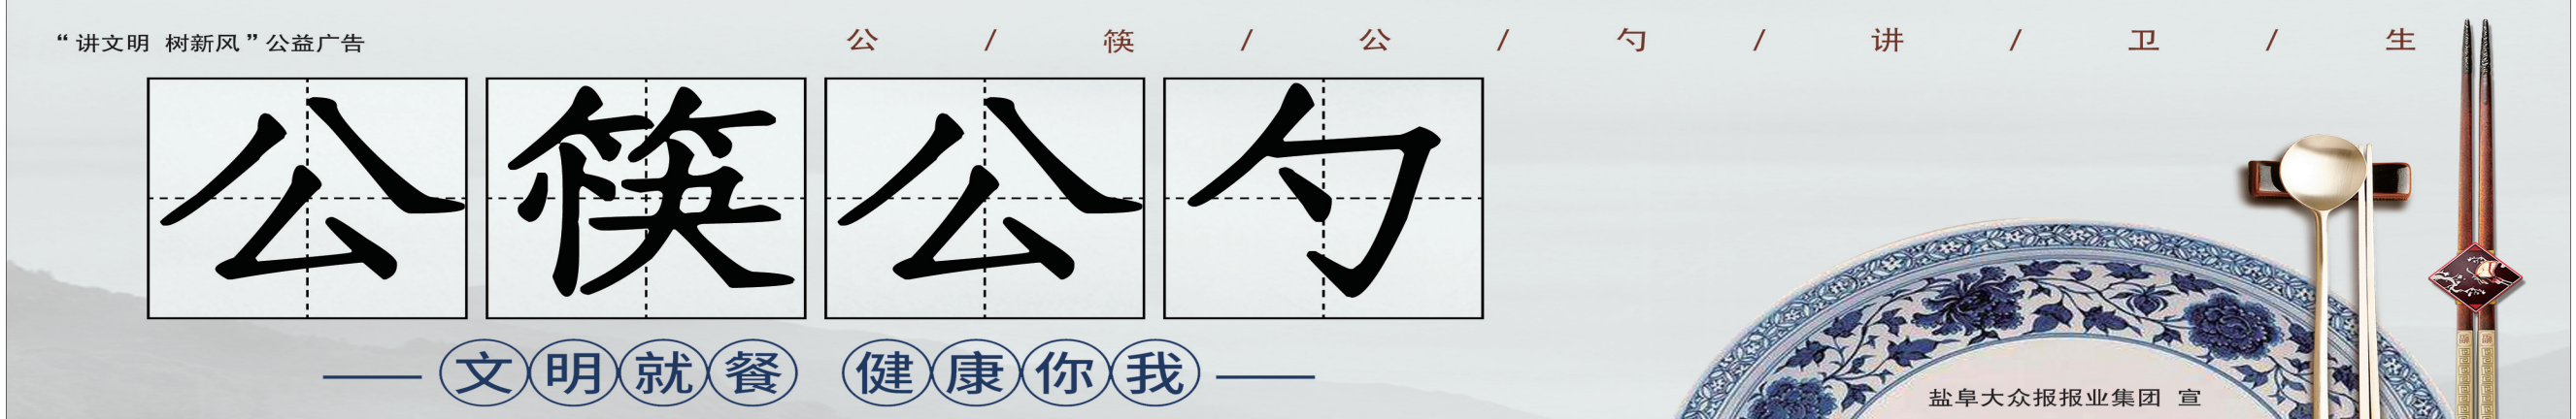 “讲文明 树新风”公益广告
公/筷/公/勺/讲/卫/生
公筷公勺
文明就餐 健康你我
盐阜大众报报业集团 宣